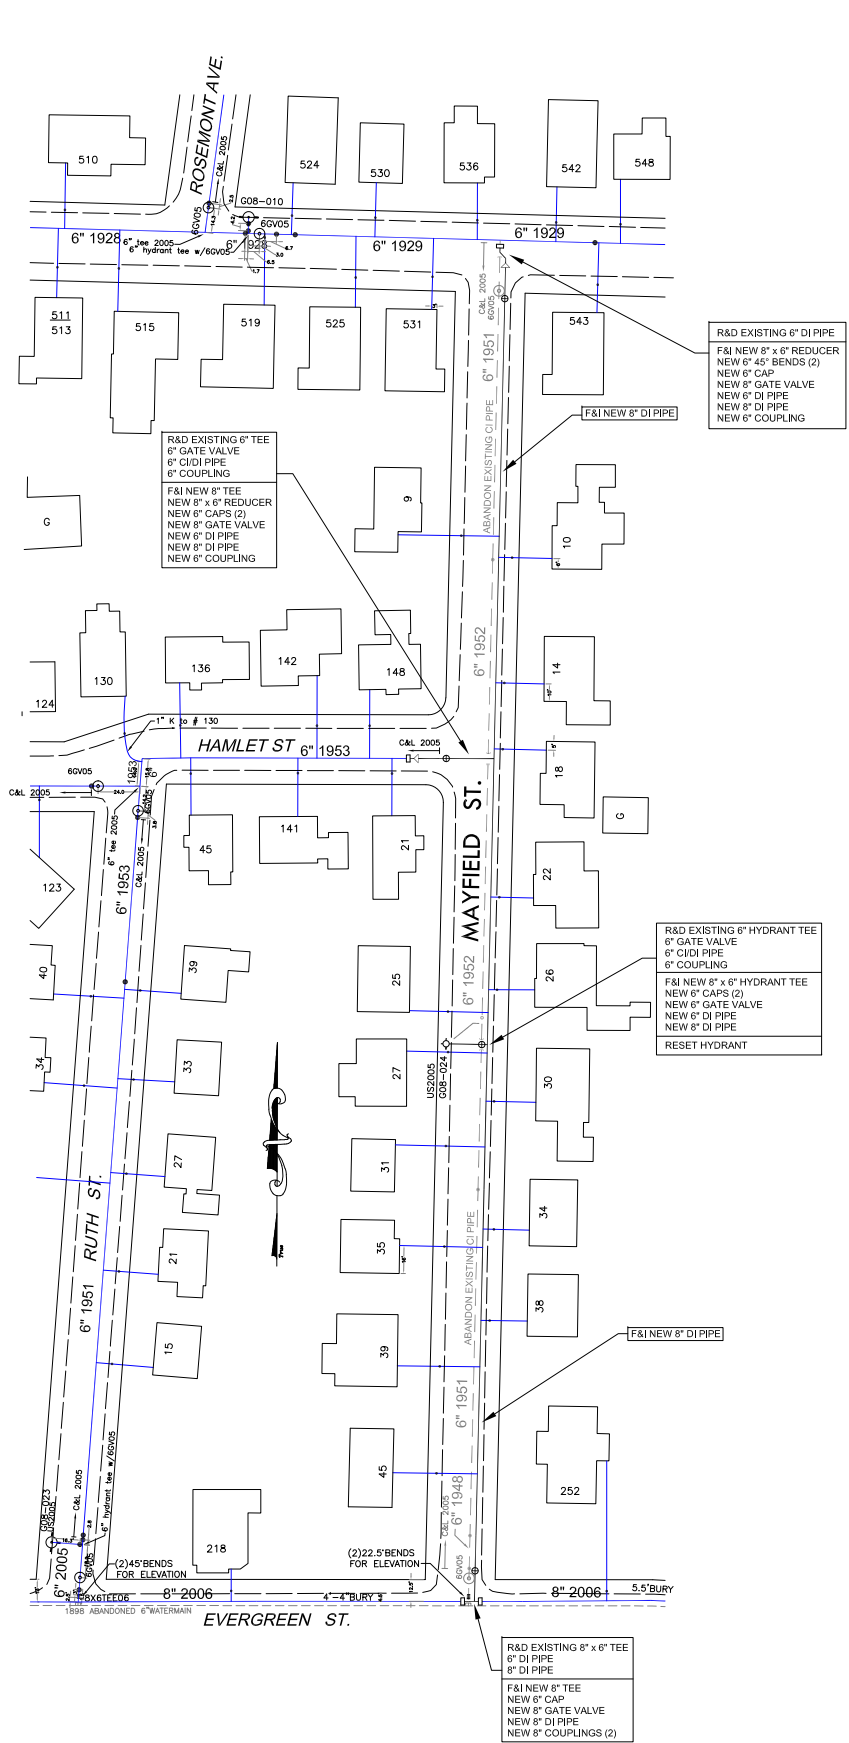 ROSEMONT AVE.
C&L 2005
510
524
530
536
542
548
G08-010
6GV05
6GV05
6" 1928
6" tee 2005
6" hydrant tee w/6GV05
6" 1929
6" 1929
511
513
515
519
525
531
543
C&L 2005
6GV05
6" 1951
R&D EXISTING 6" DI PIPE
F&I NEW 8" x 6" REDUCER
NEW 6" 45° BENDS (2)
NEW 6" CAP
NEW 8" GATE VALVE
NEW 6" DI PIPE
NEW 8" DI PIPE
NEW 6" COUPLING
F&I NEW 8" DI PIPE
ABANDON EXISTING CI PIPE
R&D EXISTING 6" TEE
6" GATE VALVE
6" CI/DI PIPE
6" COUPLING
F&I NEW 8" TEE
NEW 8" x 6" REDUCER
NEW 6" CAPS (2)
NEW 8" GATE VALVE
NEW 6" DI PIPE
NEW 8" DI PIPE
NEW 6" COUPLING
G
9
10
6" 1952
124
130
136
142
148
14
1" K to # 130
HAMLET ST
6" 1953
C&L 2005
18
6GV05
C&L 2005
24.0
1953
6"
6GV05
6" tee 2005
C&L 2005
6" 1953
MAYFIELD ST.
45
141
21
G
123
22
40
39
25
26
6" 1952
R&D EXISTING 6" HYDRANT TEE
6" GATE VALVE
6" CI/DI PIPE
6" COUPLING
F&I NEW 8" x 6" HYDRANT TEE
NEW 6" CAPS (2)
NEW 6" GATE VALVE
NEW 6" DI PIPE
NEW 8" DI PIPE
RESET HYDRANT
34
33
27
US2005
G08-024
30
27
31
34
RUTH ST.
21
35
6" 1951
ABANDON EXISTING CI PIPE
38
15
39
F&I NEW 8" DI PIPE
6" 1951
45
252
6" 1948
C&L 2005
6GV05
G08-023
US2005
C&L 2005
6" hydrant tee w/6GV05
6" 2005
6GV05
218
(2)45°BENDS
FOR ELEVATION
(2)22.5°BENDS
FOR ELEVATION
8X6TEE06
8" 2006
4'-4"BURY
8" 2006
5.5'BURY
1898 ABANDONED 6"WATERMAIN
EVERGREEN ST.
R&D EXISTING 8" x 6" TEE
6" DI PIPE
8" DI PIPE
F&I NEW 8" TEE
NEW 6" CAP
NEW 8" GATE VALVE
NEW 8" DI PIPE
NEW 8" COUPLINGS (2)